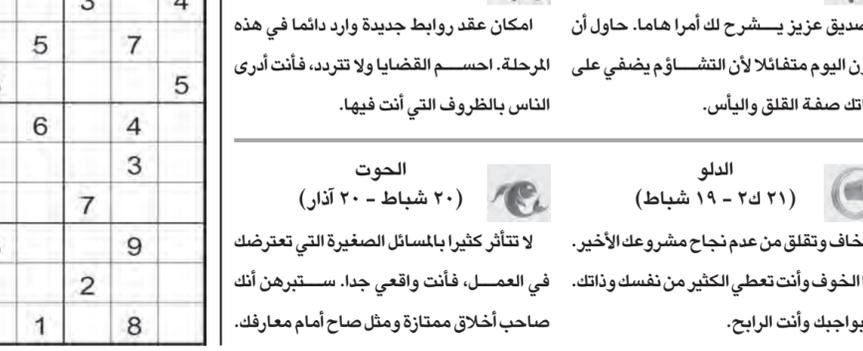 امكان عقد روابط جديدة وارد دائما في هذه
المرحلة. احســـم القضايا ولا تتردد، فأنت أدرى
الناس بالظروف التي أنت فيها.
عزيز يـــشرح لك أمرا هاما. حاول أن
اليوم متفائلا لأن التشـــاؤم يضفي على
صفة القلق واليأس.
الدلو
(٢١ ك٢ – ١٩ شباط)
وتقلق من عدم نجاح مشروعك الأخير.
الخوف وأنت تعطي الكثير من نفسك وذاتك.
بواجبك وأنت الرابح.
الحوت
(٢٠ شباط – ٢٠ آذار)
لا تتأثر كثيرا بالمسائل الصغيرة التي تعترضك
في العمـــل، فأنت واقعي جدا. ســـتبرهن أنك
صاحب أخلاق ممتازة ومثل صاح أمام معارفك.
3 4
5 7
5
6 4
3
7
9
2
1 8